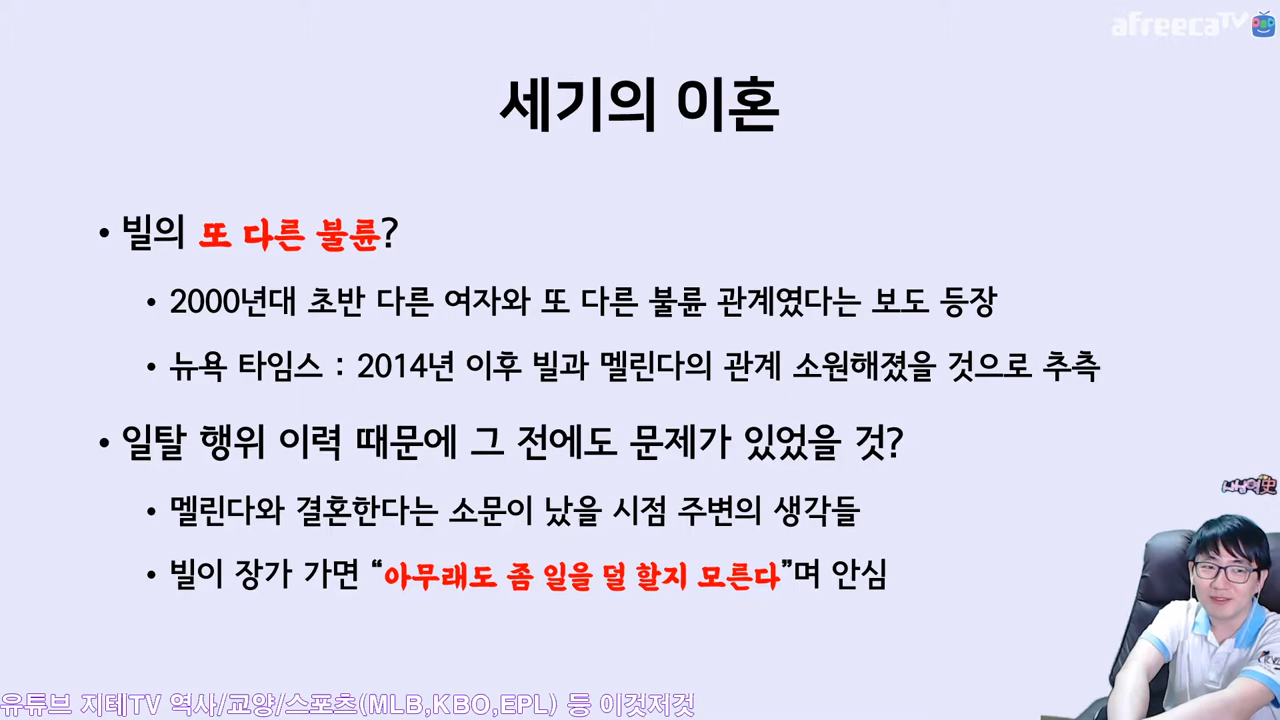 afreecaTV
세기의 이혼
• 빌의 또 다른 불륜?
• 2000년대 초반 다른 여자와 또 다른 불륜 관계였다는 보도 등장
• 뉴욕 타임스 : 2014년 이후 빌과 멜린다의 관계 소원해졌을 것으로 추측
• 일탈 행위 이력 때문에 그 전에도 문제가 있었을 것?
• 멜린다와 결혼한다는 소문이 났을 시점 주변의 생각들
• 빌이 장가 가면 “아무래도 좀 일을 덜 할지 모른다”며 안심
유튜브 지테TV 역사/교양/스포츠(MLB,KBO,EPL) 등 이것저것